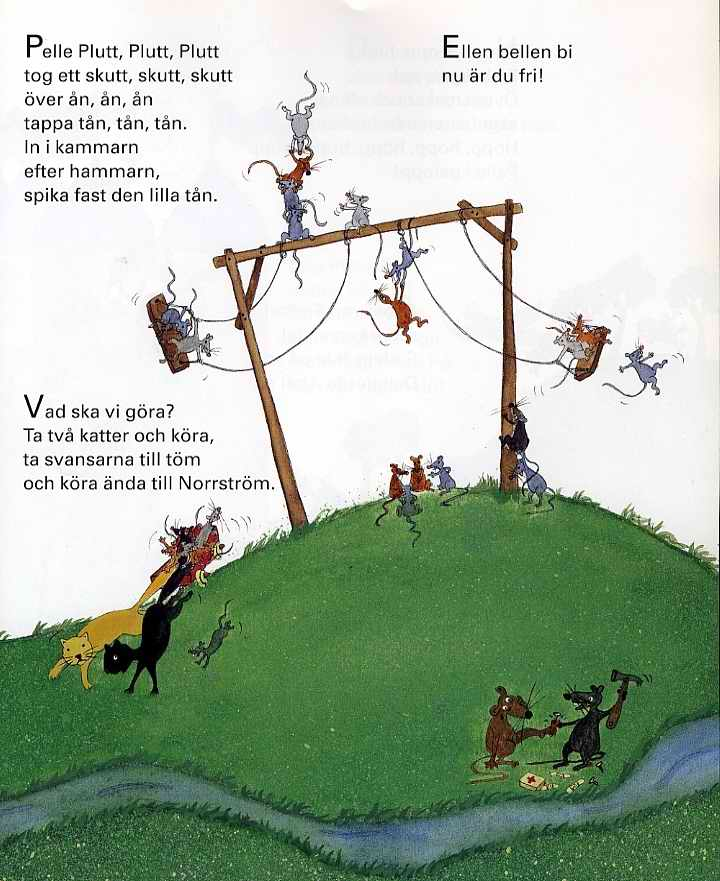 Pelle Plutt, Plutt, Plutt
tog ett skutt, skutt, skutt
över ån, ån, ån
tappa tån, tån, tån.
In i kammarn
efter hammarn,
spika fast den lilla tån.
Ellen bellen bi
nu är du fri!
Vad ska vi göra?
Ta två katter och köra,
ta svansarna till töm
och köra ända till Norrström.